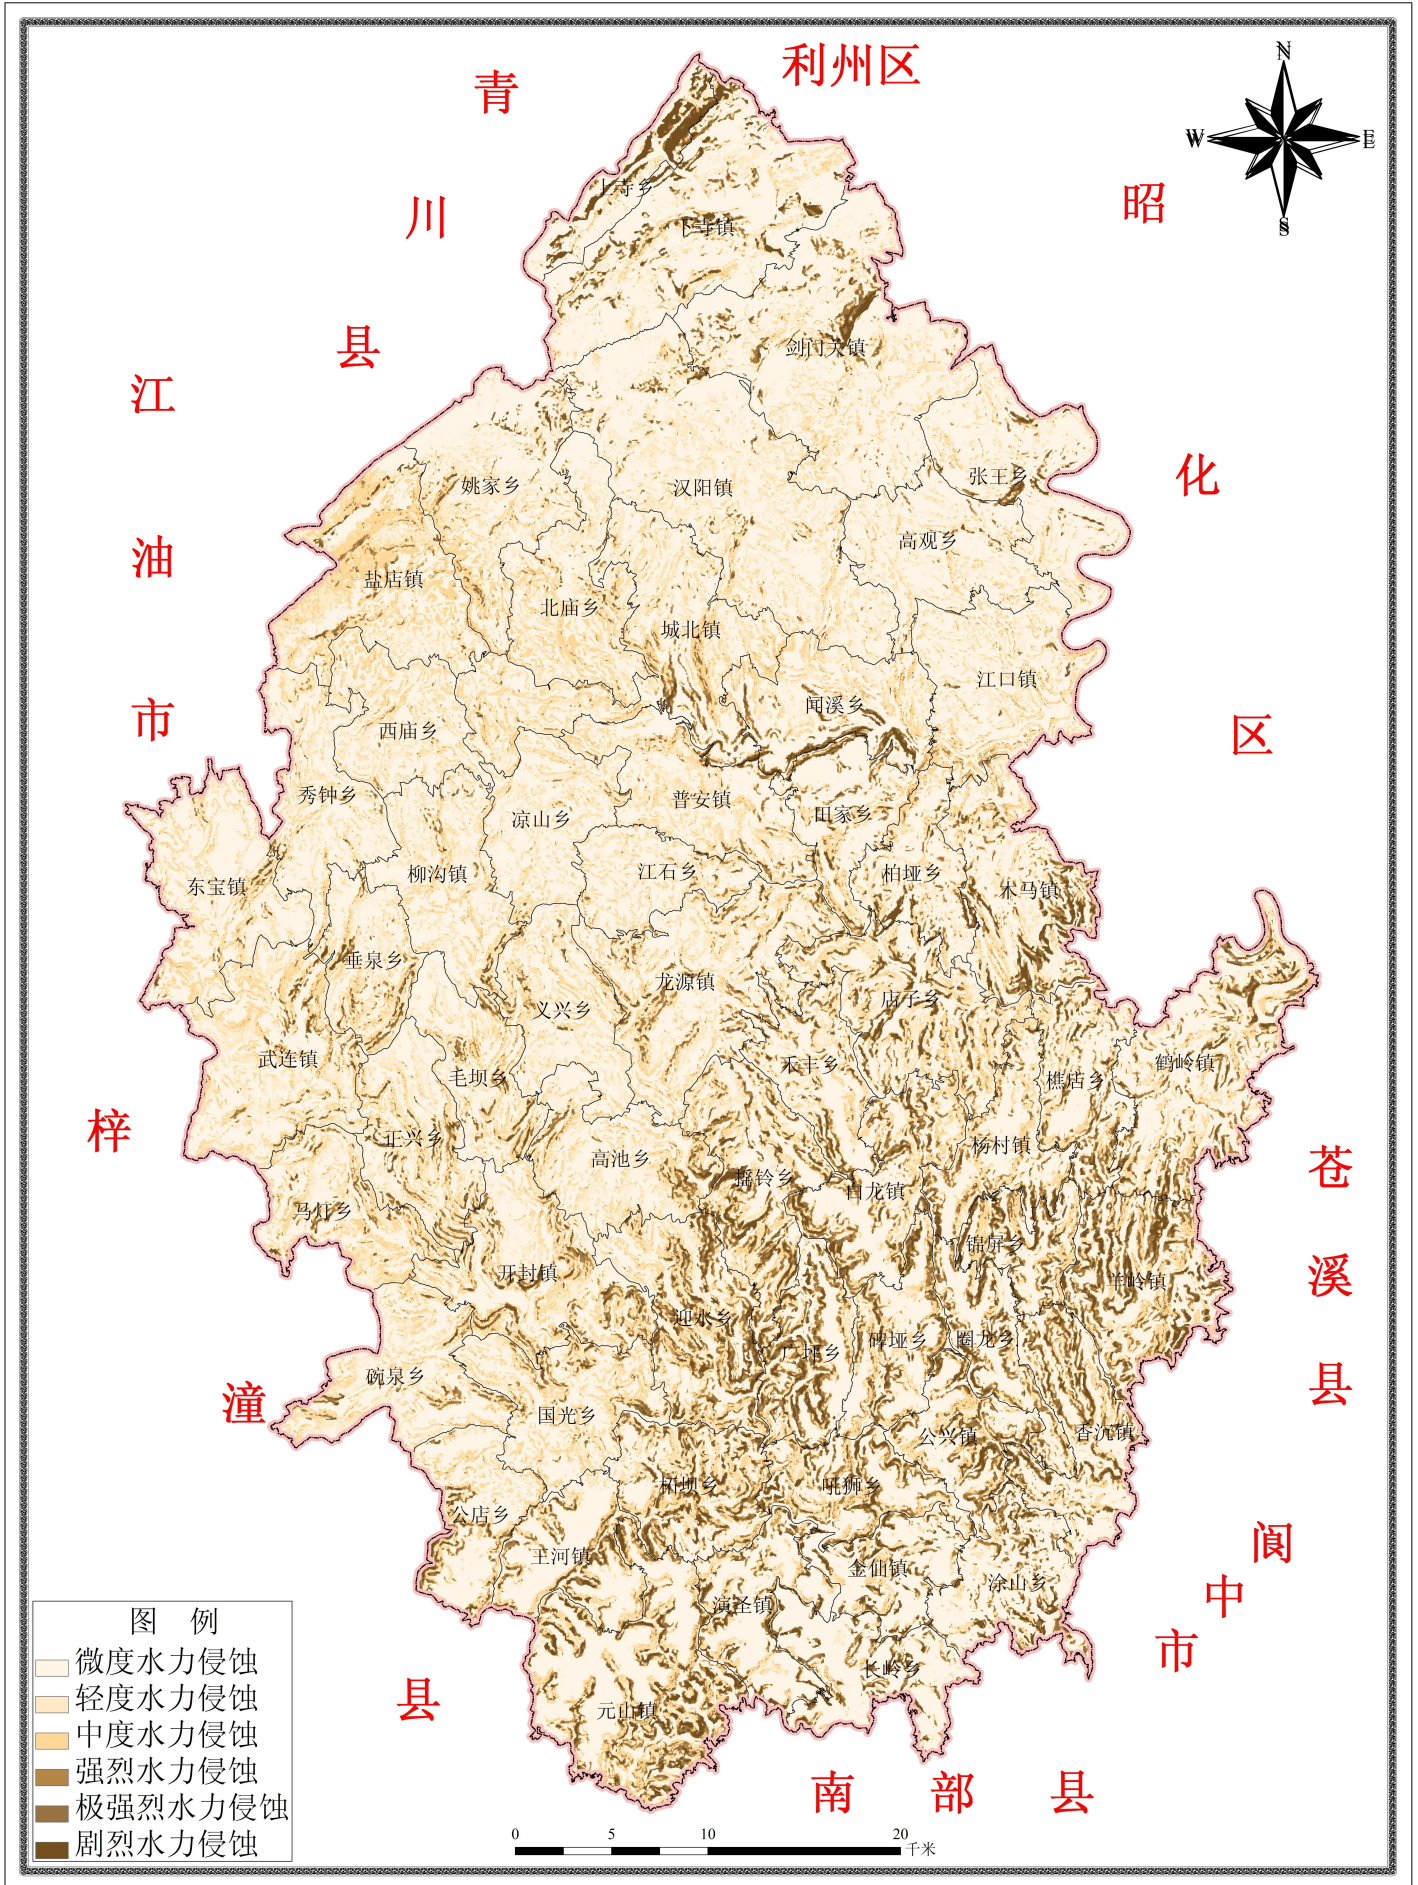 利州区
青
川
县
昭
化
区
江
油
市
梓
潼
县
苍
溪
县
阆
中
市
南部县
N
W
E
S
上寺乡
下寺镇
剑门关镇
张王乡
姚家乡
汉阳镇
高观乡
盐店镇
北庙乡
城北镇
江口镇
闻溪乡
西庙乡
秀钟乡
普安镇
凉山乡
田家乡
江石乡
柏垭乡
柳沟镇
东宝镇
木马镇
垂泉乡
龙源镇
店子乡
义兴乡
武连镇
禾丰乡
鹤岭镇
毛坝乡
樵店乡
正兴乡
杨村镇
高池乡
摇铃乡
白龙镇
马灯乡
锦屏乡
开封镇
羊岭镇
迎水乡
碑垭乡
圈龙乡
广坪乡
碗泉乡
国光乡
公兴镇
香沉镇
柘坝乡
吼狮乡
公店乡
王河镇
金仙镇
涂山乡
演圣镇
长岭乡
元山镇
图 例
微度水力侵蚀
轻度水力侵蚀
中度水力侵蚀
强烈水力侵蚀
极强烈水力侵蚀
剧烈水力侵蚀
0 5 10 20
千米